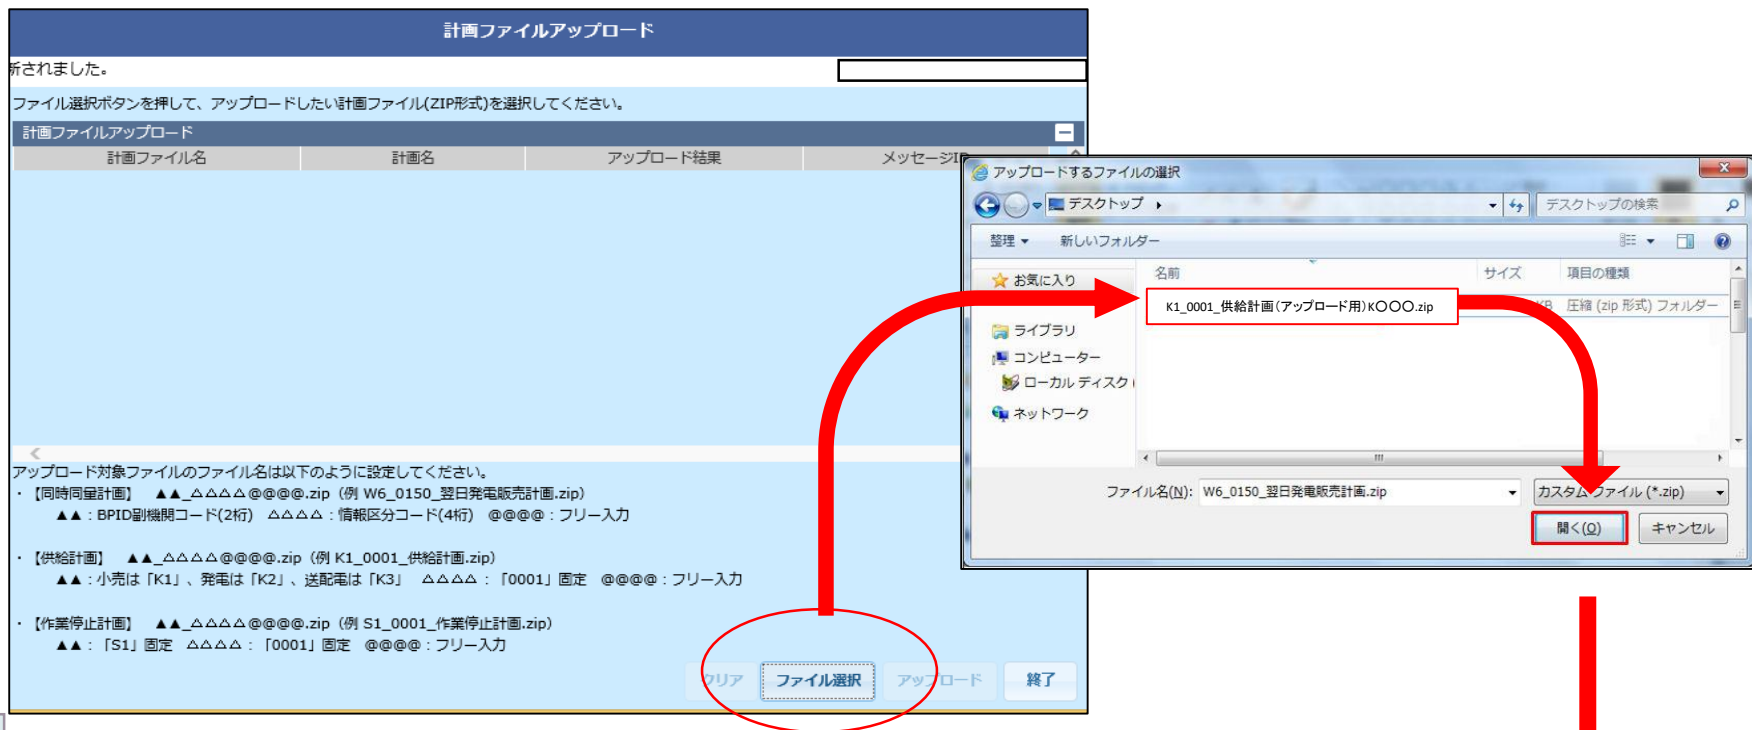 計画ファイルアップロード
新されました。
ファイル選択ボタンを押して、アップロードしたい計画ファイル(ZIP形式)を選択してください。
計画ファイルアップロード
計画ファイル名 計画名 アップロード結果 メッセージID
アップロード対象ファイルのファイル名は以下のように設定してください。
・【同時同量計画】 ▲▲_△△△△@@@@.zip (例 W6_0150_翌日発電販売計画.zip)
▲▲：BPID副機関コード(2桁) △△△△：情報区分コード(4桁) @@@@：フリー入力
・【供給計画】 ▲▲_△△△△@@@@.zip (例 K1_0001_供給計画.zip)
▲▲：小売は「K1」、発電は「K2」、送配電は「K3」 △△△△：「0001」固定 @@@@：フリー入力
・【作業停止計画】 ▲▲_△△△△@@@@.zip (例 S1_0001_作業停止計画.zip)
▲▲：「S1」固定 △△△△：「0001」固定 @@@@：フリー入力
クリア ファイル選択 アップロード 終了
アップロードするファイルの選択
デスクトップ デスクトップの検索
整理 新しいフォルダー
名前 サイズ 項目の種類
お気に入り
K1_0001_供給計画(アップロード用)K〇〇〇.zip KB 圧縮 (zip 形式) フォルダー
ライブラリ
コンピューター
ローカル ディスク (
ネットワーク
ファイル名(N): W6_0150_翌日発電販売計画.zip カスタム ファイル (*.zip)
開く(O) キャンセル